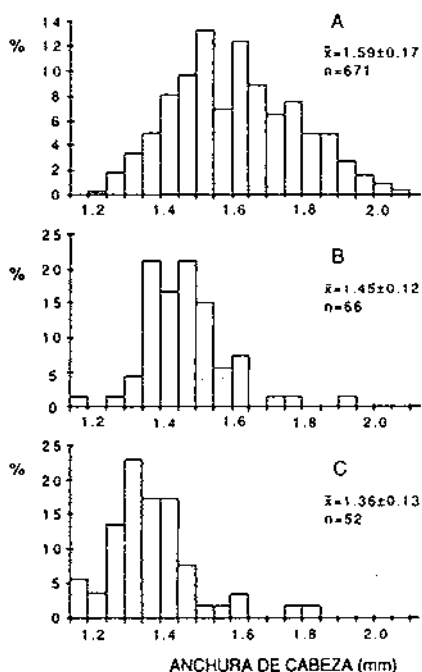 A
%
14
12
10
8
6
4
2
0
x̄=1.59±0.17
n=671
1.2 1.4 1.6 1.8 2.0
B
%
25
20
15
10
5
0
x̄=1.45±0.12
n=66
1.2 1.4 1.6 1.8 2.0
C
%
25
20
15
10
5
0
x̄=1.36±0.13
n=52
1.2 1.4 1.6 1.8 2.0
ANCHURA DE CABEZA (mm)